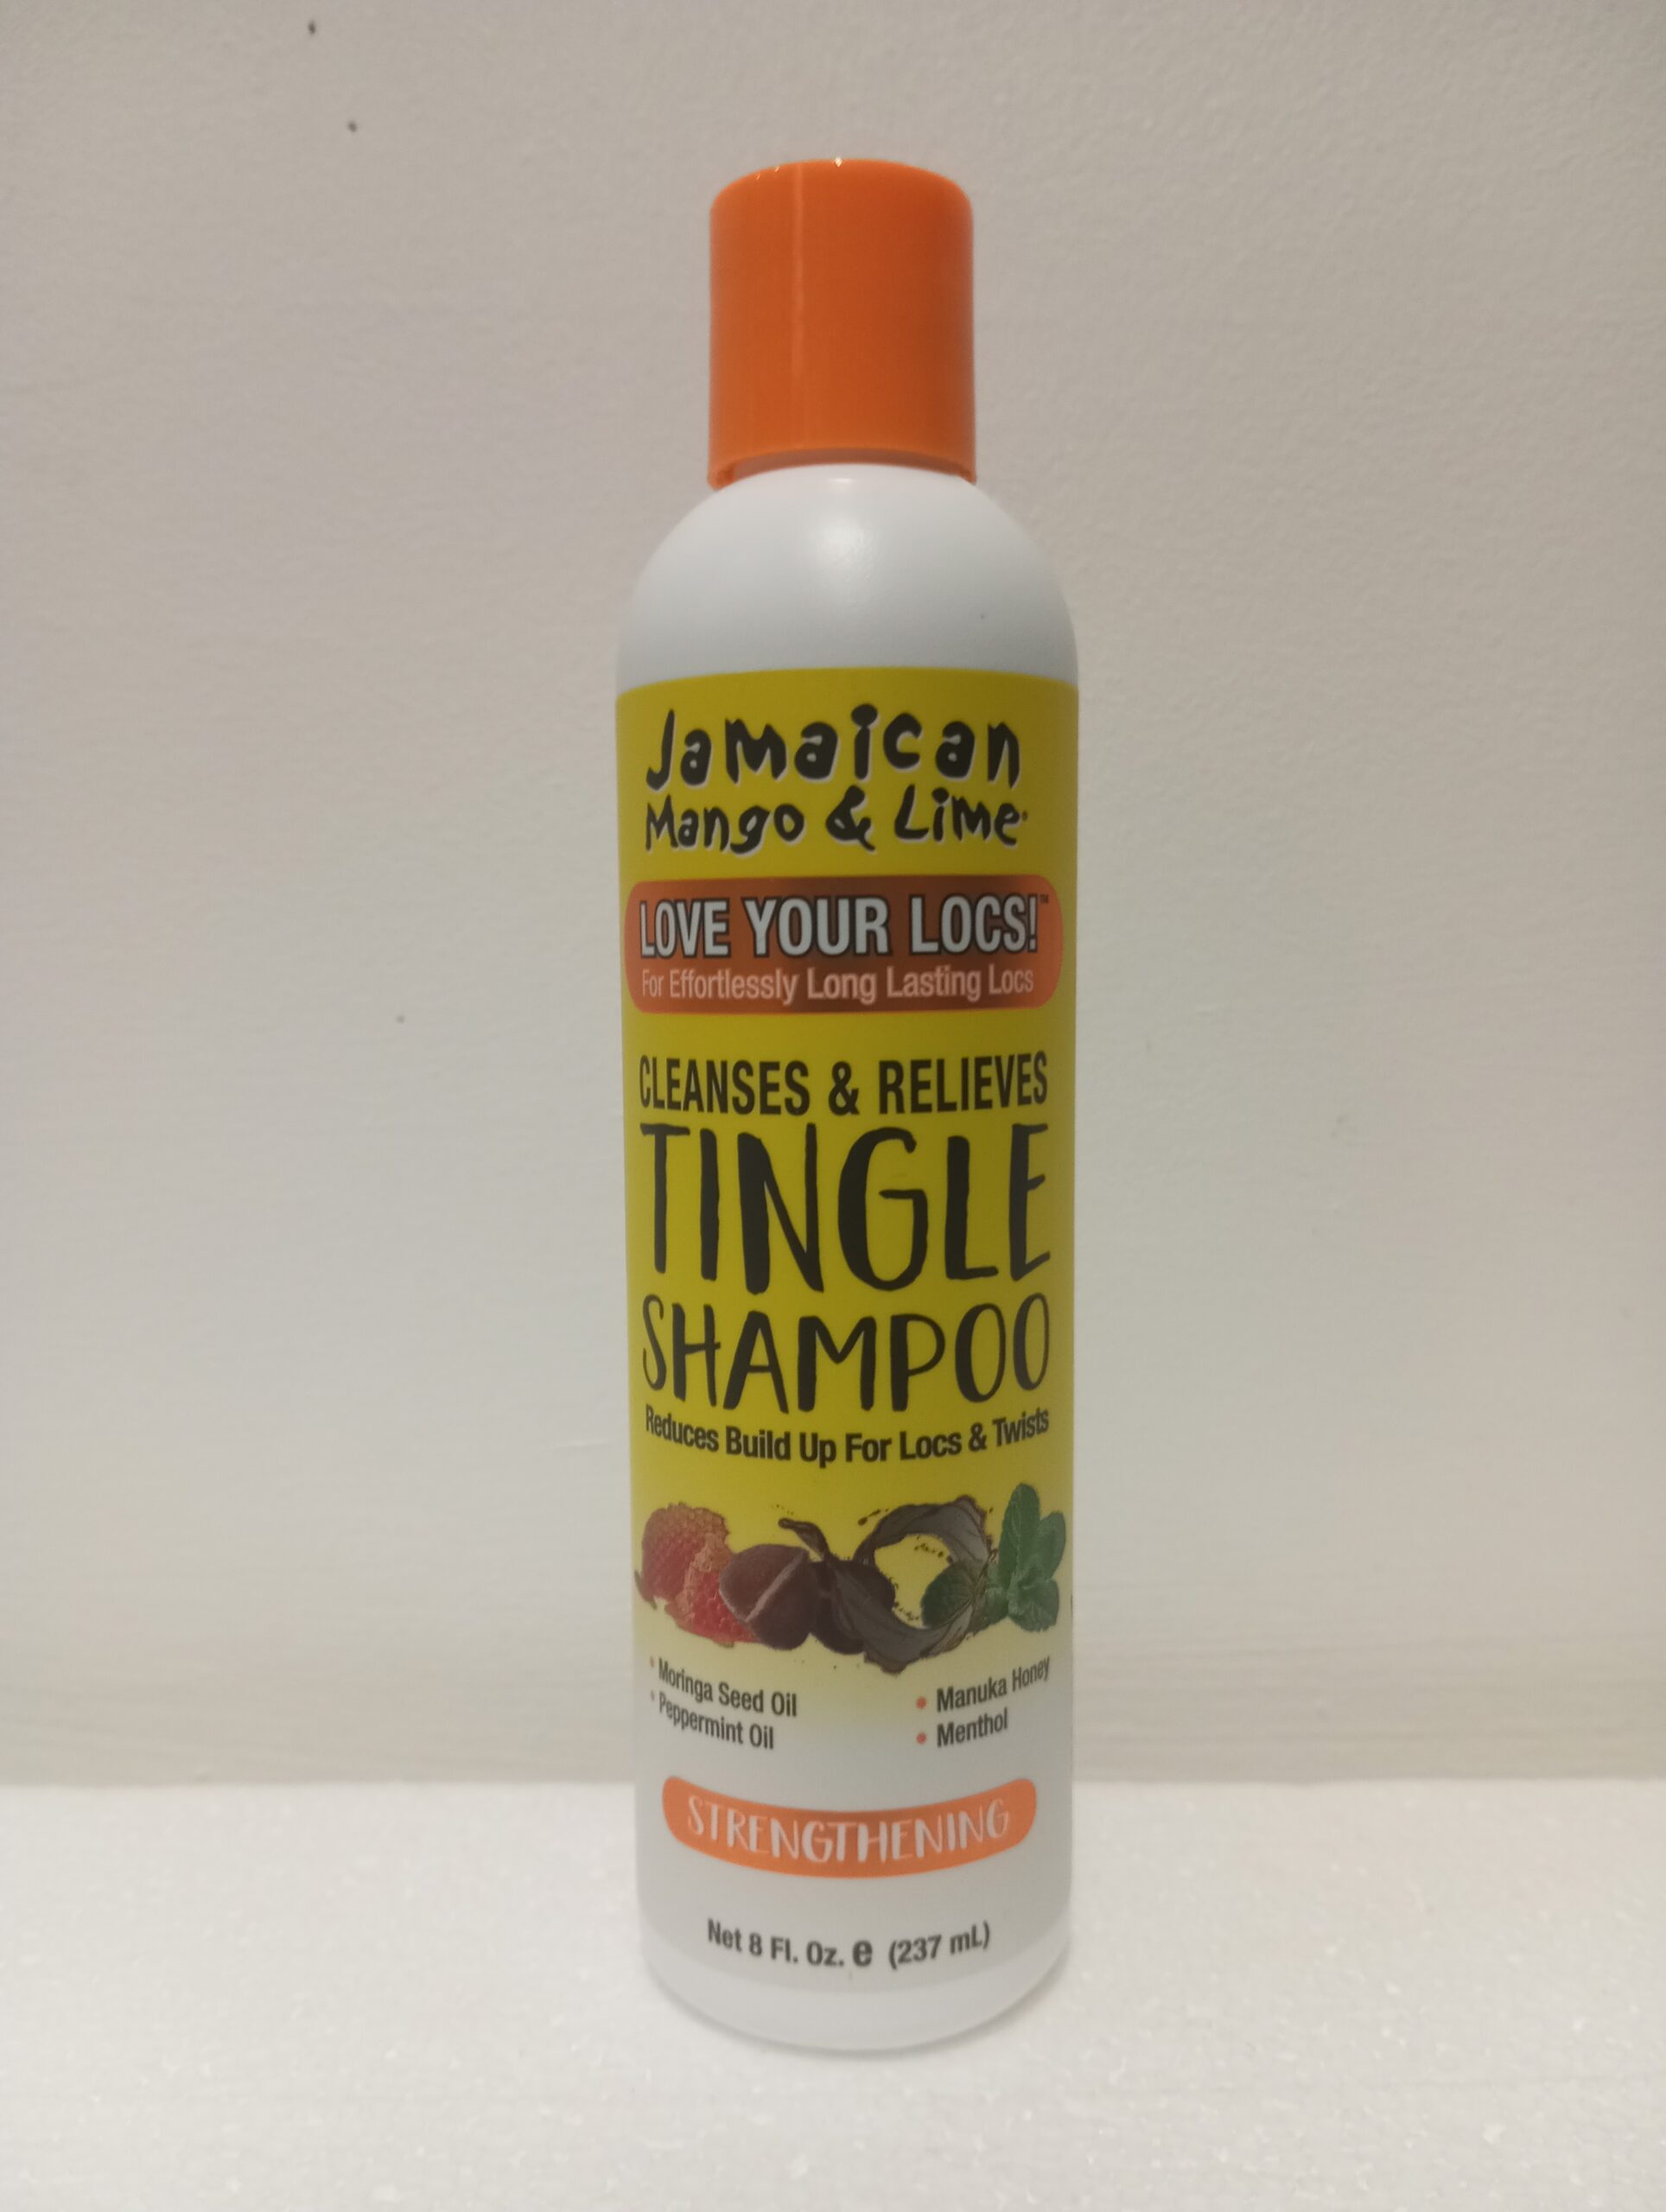 Jamaican
Mango & Lime®
LOVE YOUR LOCS!™
For Effortlessly Long Lasting Locs
CLEANSES & RELIEVES
TINGLE
SHAMPOO
Reduces Build Up For Locs & Twists
• Moringa Seed Oil
• Peppermint Oil
• Manuka Honey
• Menthol
STRENGTHENING
Net 8 Fl. Oz. e (237 mL)